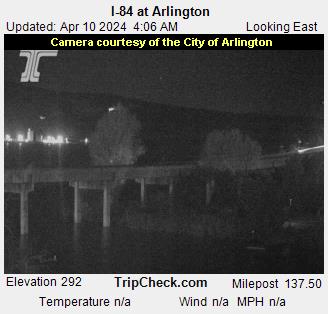 I-84 at Arlington
Updated: Apr 10 2024 4:06 AM Looking East
Camera courtesy of the City of Arlington
Elevation 292 TripCheck.com Milepost 137.50
Temperature n/a Wind n/a MPH n/a